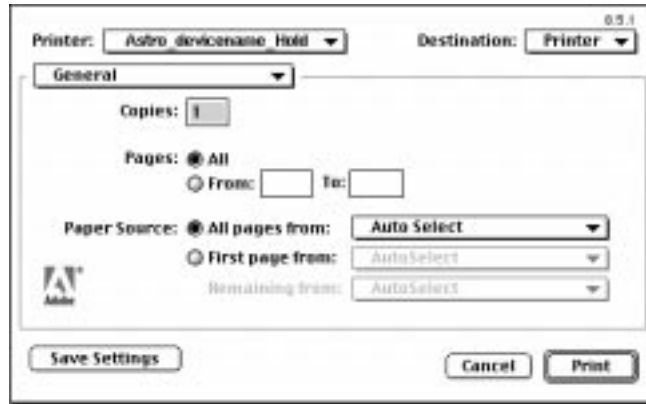 8.5.1
Printer: Astro_devicename_Hold Destination: Printer
General
Copies: 1
Pages: All
From: To:
Paper Source: All pages from: Auto Select
First page from: AutoSelect
Remaining from: AutoSelect
Adobe
Save Settings Cancel Print